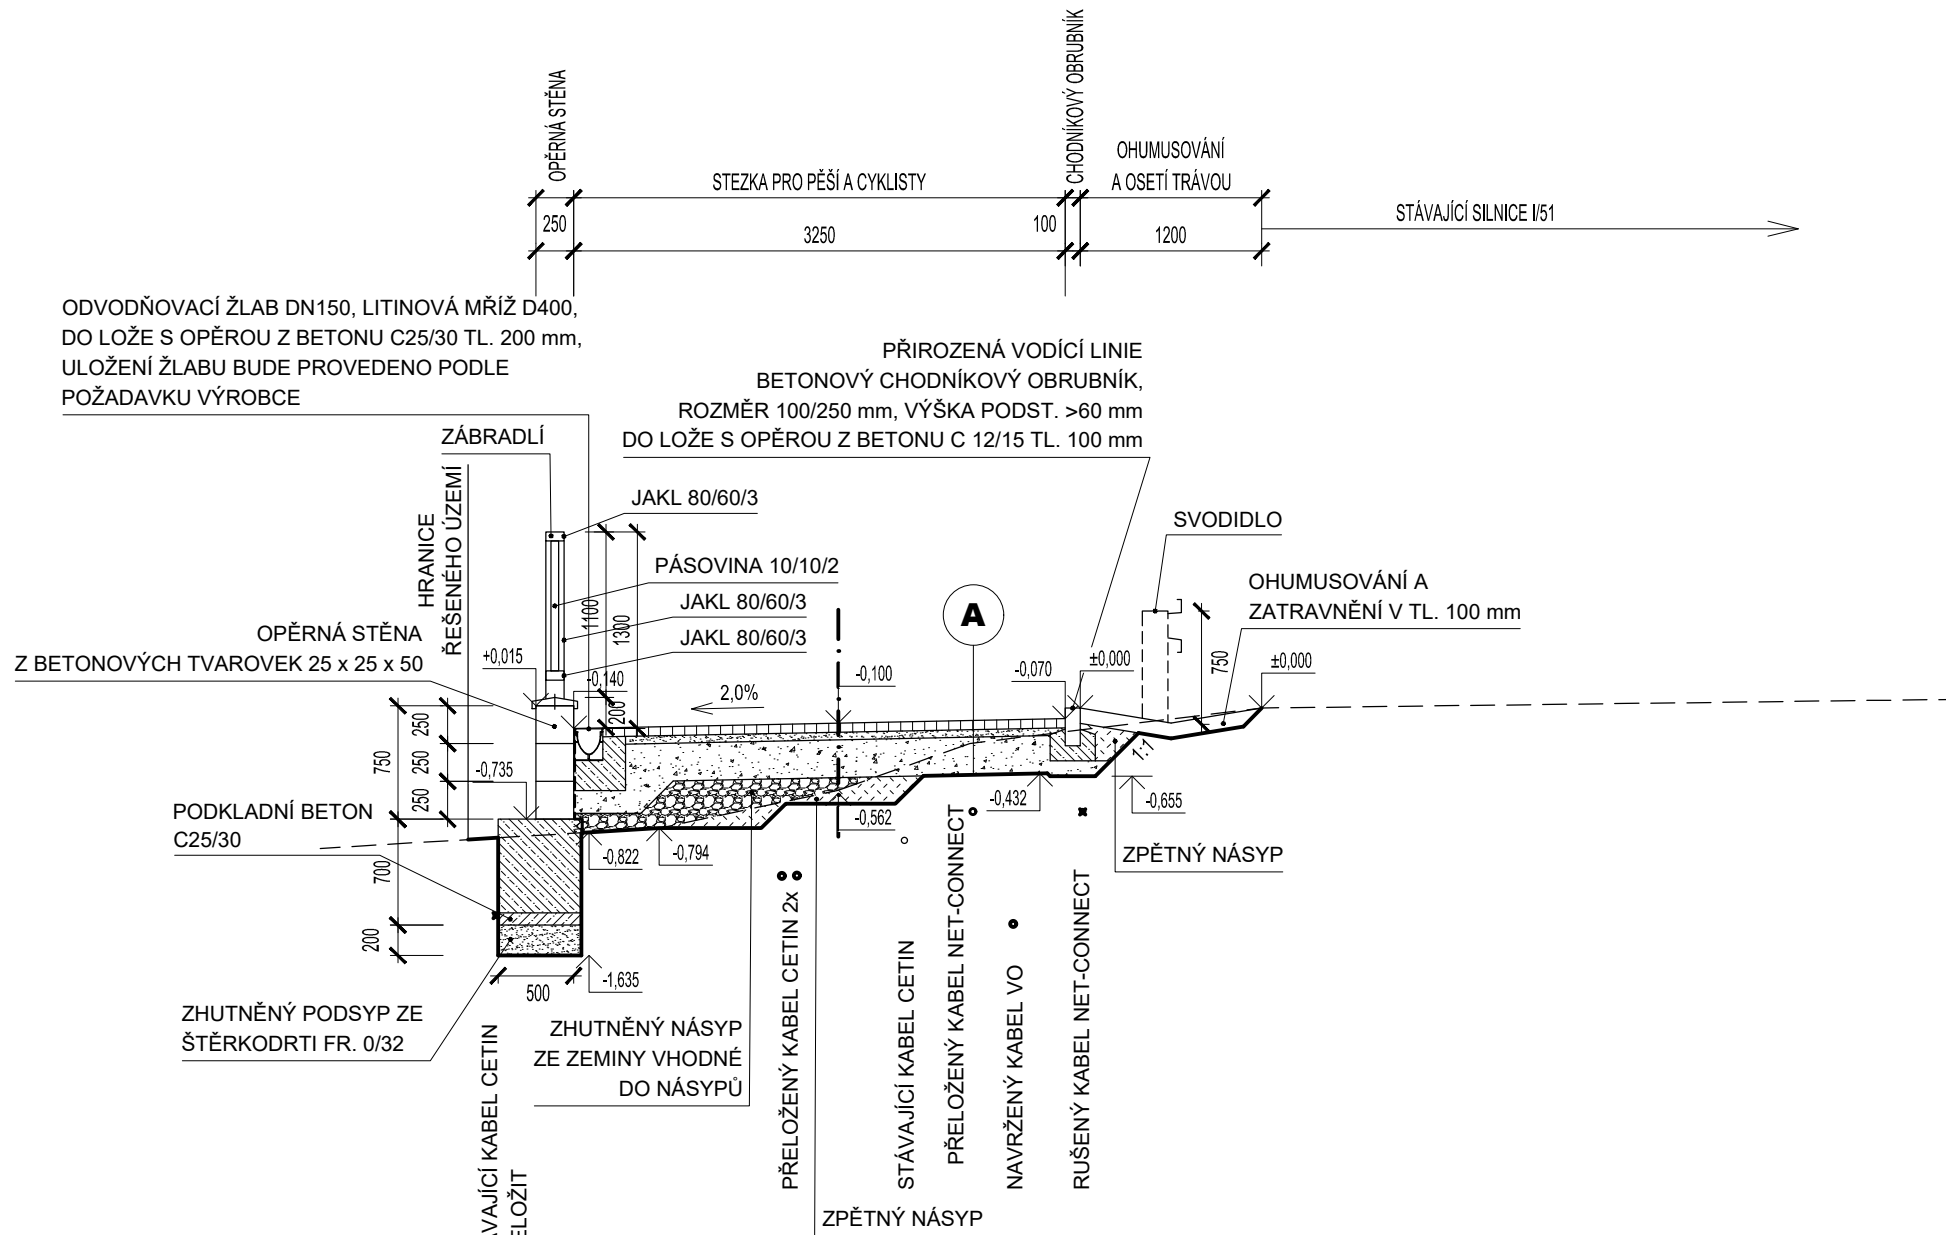 OPĚRNÁ STĚNA
CHODNÍKOVÝ OBRUBNÍK
STEZKA PRO PĚŠÍ A CYKLISTY
OHUMUSOVÁNÍ
A OSETÍ TRÁVOU
STÁVAJÍCÍ SILNICE I/51
250
3250
100
1200
ODVODŇOVACÍ ŽLAB DN150, LITINOVÁ MŘÍŽ D400,
DO LOŽE S OPĚROU Z BETONU C25/30 TL. 200 mm,
ULOŽENÍ ŽLABU BUDE PROVEDENO PODLE
POŽADAVKU VÝROBCE
PŘIROZENÁ VODÍCÍ LINIE
BETONOVÝ CHODNÍKOVÝ OBRUBNÍK,
ROZMĚR 100/250 mm, VÝŠKA PODST. >60 mm
DO LOŽE S OPĚROU Z BETONU C 12/15 TL. 100 mm
ZÁBRADLÍ
HRANICE
ŘEŠENÉHO ÚZEMÍ
JAKL 80/60/3
PÁSOVINA 10/10/2
JAKL 80/60/3
JAKL 80/60/3
1100
1300
200
A
SVODIDLO
OHUMUSOVÁNÍ A
ZATRAVNĚNÍ V TL. 100 mm
750
OPĚRNÁ STĚNA
Z BETONOVÝCH TVAROVEK 25 x 25 x 50
+0,015
-0,140
2,0%
-0,100
-0,070
±0,000
±0,000
750
250
250
250
-0,735
1:1
-0,432
-0,655
-0,562
-0,822
-0,794
PODKLADNÍ BETON
C25/30
700
200
500
-1,635
ZPĚTNÝ NÁSYP
ZHUTNĚNÝ PODSYP ZE
ŠTĚRKODRTI FR. 0/32
ZHUTNĚNÝ NÁSYP
ZE ZEMINY VHODNÉ
DO NÁSYPŮ
AVAJÍCÍ KABEL CETIN
ELOŽIT
PŘELOŽENÝ KABEL CETIN 2x
STÁVAJÍCÍ KABEL CETIN
PŘELOŽENÝ KABEL NET-CONNECT
NAVRŽENÝ KABEL VO
RUŠENÝ KABEL NET-CONNECT
ZPĚTNÝ NÁSYP